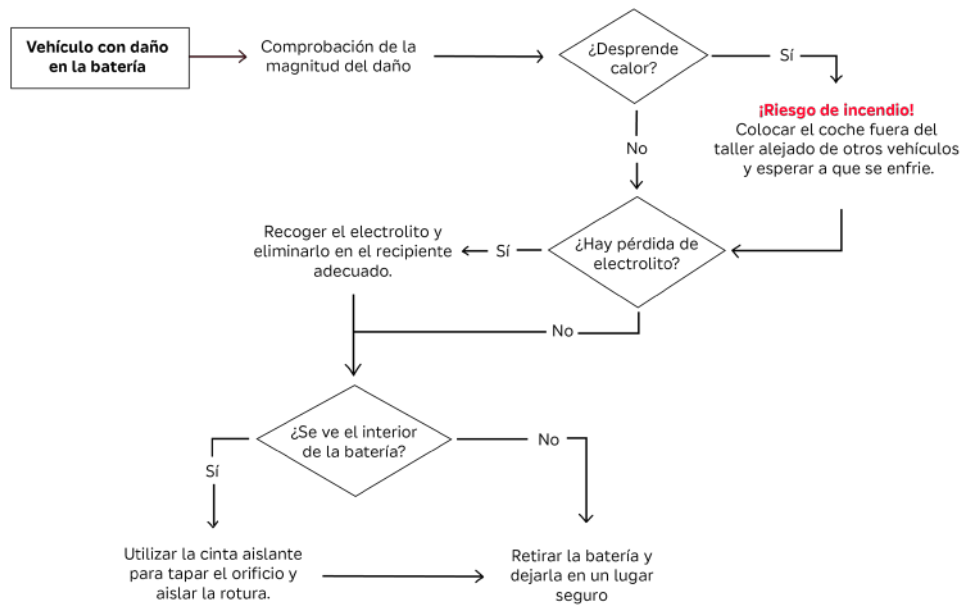 Vehículo con daño
en la batería
Comprobación de la
magnitud del daño
¿Desprende
calor?
Sí
¡Riesgo de incendio!
Colocar el coche fuera del
taller alejado de otros vehículos
y esperar a que se enfrie.
No
¿Hay pérdida de
electrolito?
Sí
Recoger el electrolito y
eliminarlo en el recipiente
adecuado.
No
¿Se ve el interior
de la batería?
No
Sí
Utilizar la cinta aislante
para tapar el orificio y
aislar la rotura.
Retirar la batería y
dejarla en un lugar
seguro